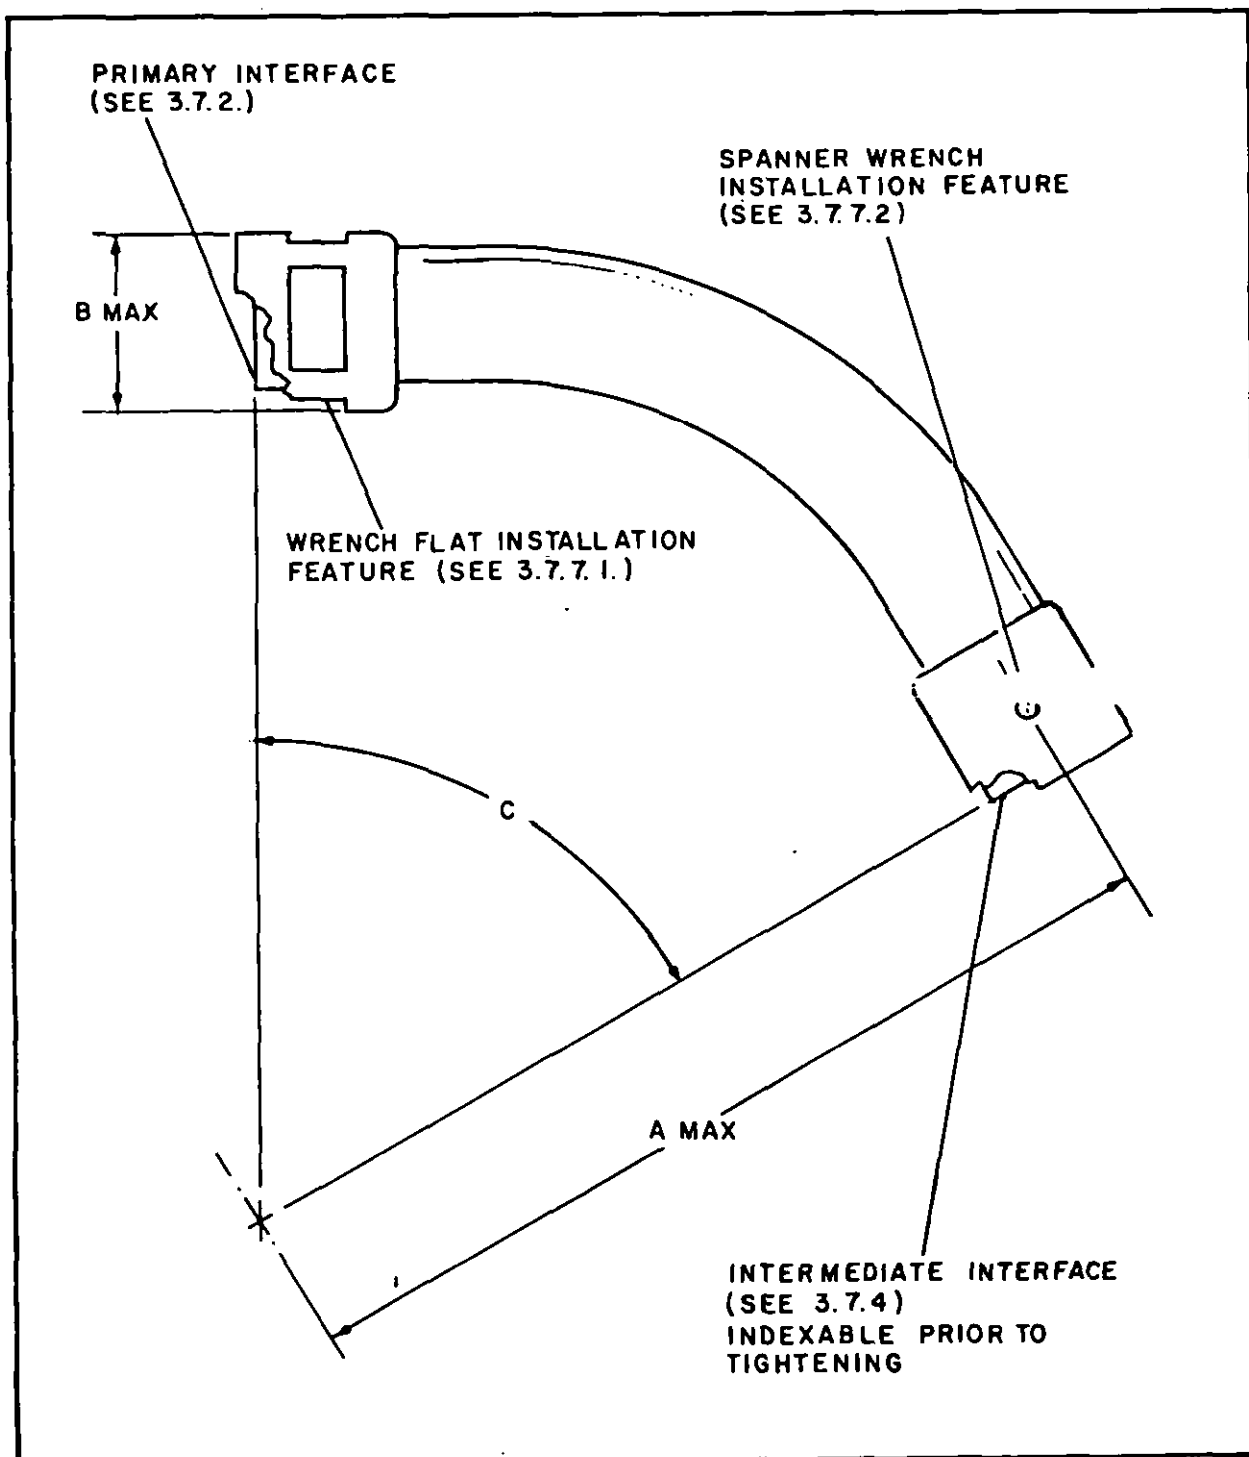 PRIMARY INTERFACE
(SEE 3.7.2.)
SPANNER WRENCH
INSTALLATION FEATURE
(SEE 3.7.7.2)
B MAX
WRENCH FLAT INSTALLATION
FEATURE (SEE 3.7.7.1.)
C
A MAX
INTERMEDIATE INTERFACE
(SEE 3.7.4)
INDEXABLE PRIOR TO
TIGHTENING